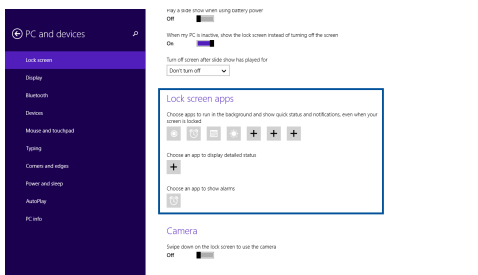 Play a slide show when using battery power
Off
When my PC is inactive, show the lock screen instead of turning off the screen
On
Turn off screen after slide show has played for
Don't turn off
PC and devices
Lock screen
Display
Bluetooth
Devices
Mouse and touchpad
Typing
Corners and edges
Power and sleep
AutoPlay
PC info
Lock screen apps
Choose apps to run in the background and show quick status and notifications, even when your
screen is locked
Choose an app to display detailed status
Choose an app to show alarms
Camera
Swipe down on the lock screen to use the camera
Off